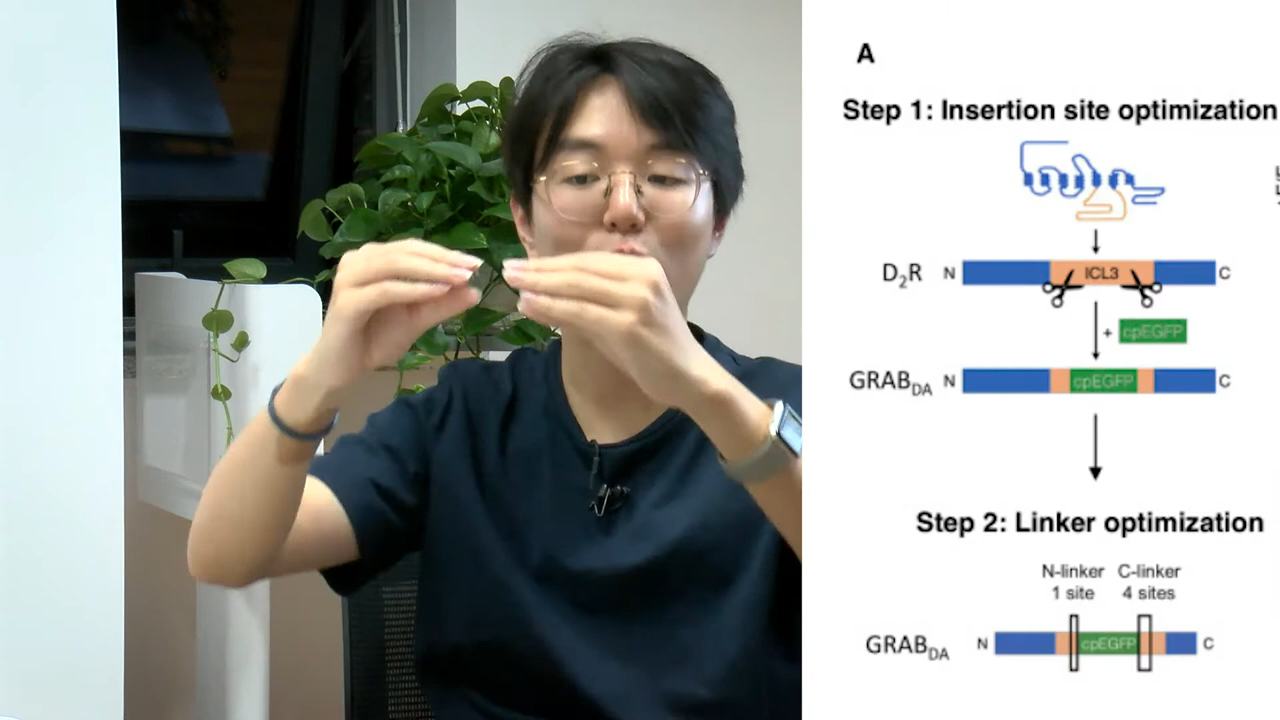 A
Step 1: Insertion site optimization
D2R N ICL3 C
+ cpEGFP
GRABDA N cpEGFP C
Step 2: Linker optimization
N-linker C-linker
1 site 4 sites
GRABDA N cpEGFP C